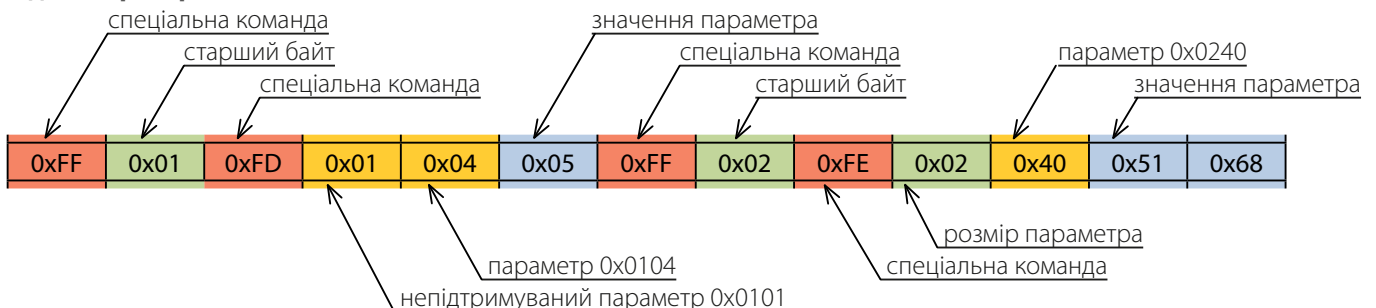 спеціальна команда
значення параметра
старший байт
спеціальна команда
параметр 0x0240
спеціальна команда
старший байт
значення параметра
0xFF 0x01 0xFD 0x01 0x04 0x05 0xFF 0x02 0xFE 0x02 0x40 0x51 0x68
розмір параметра
параметр 0x0104
спеціальна команда
непідтримуваний параметр 0x0101